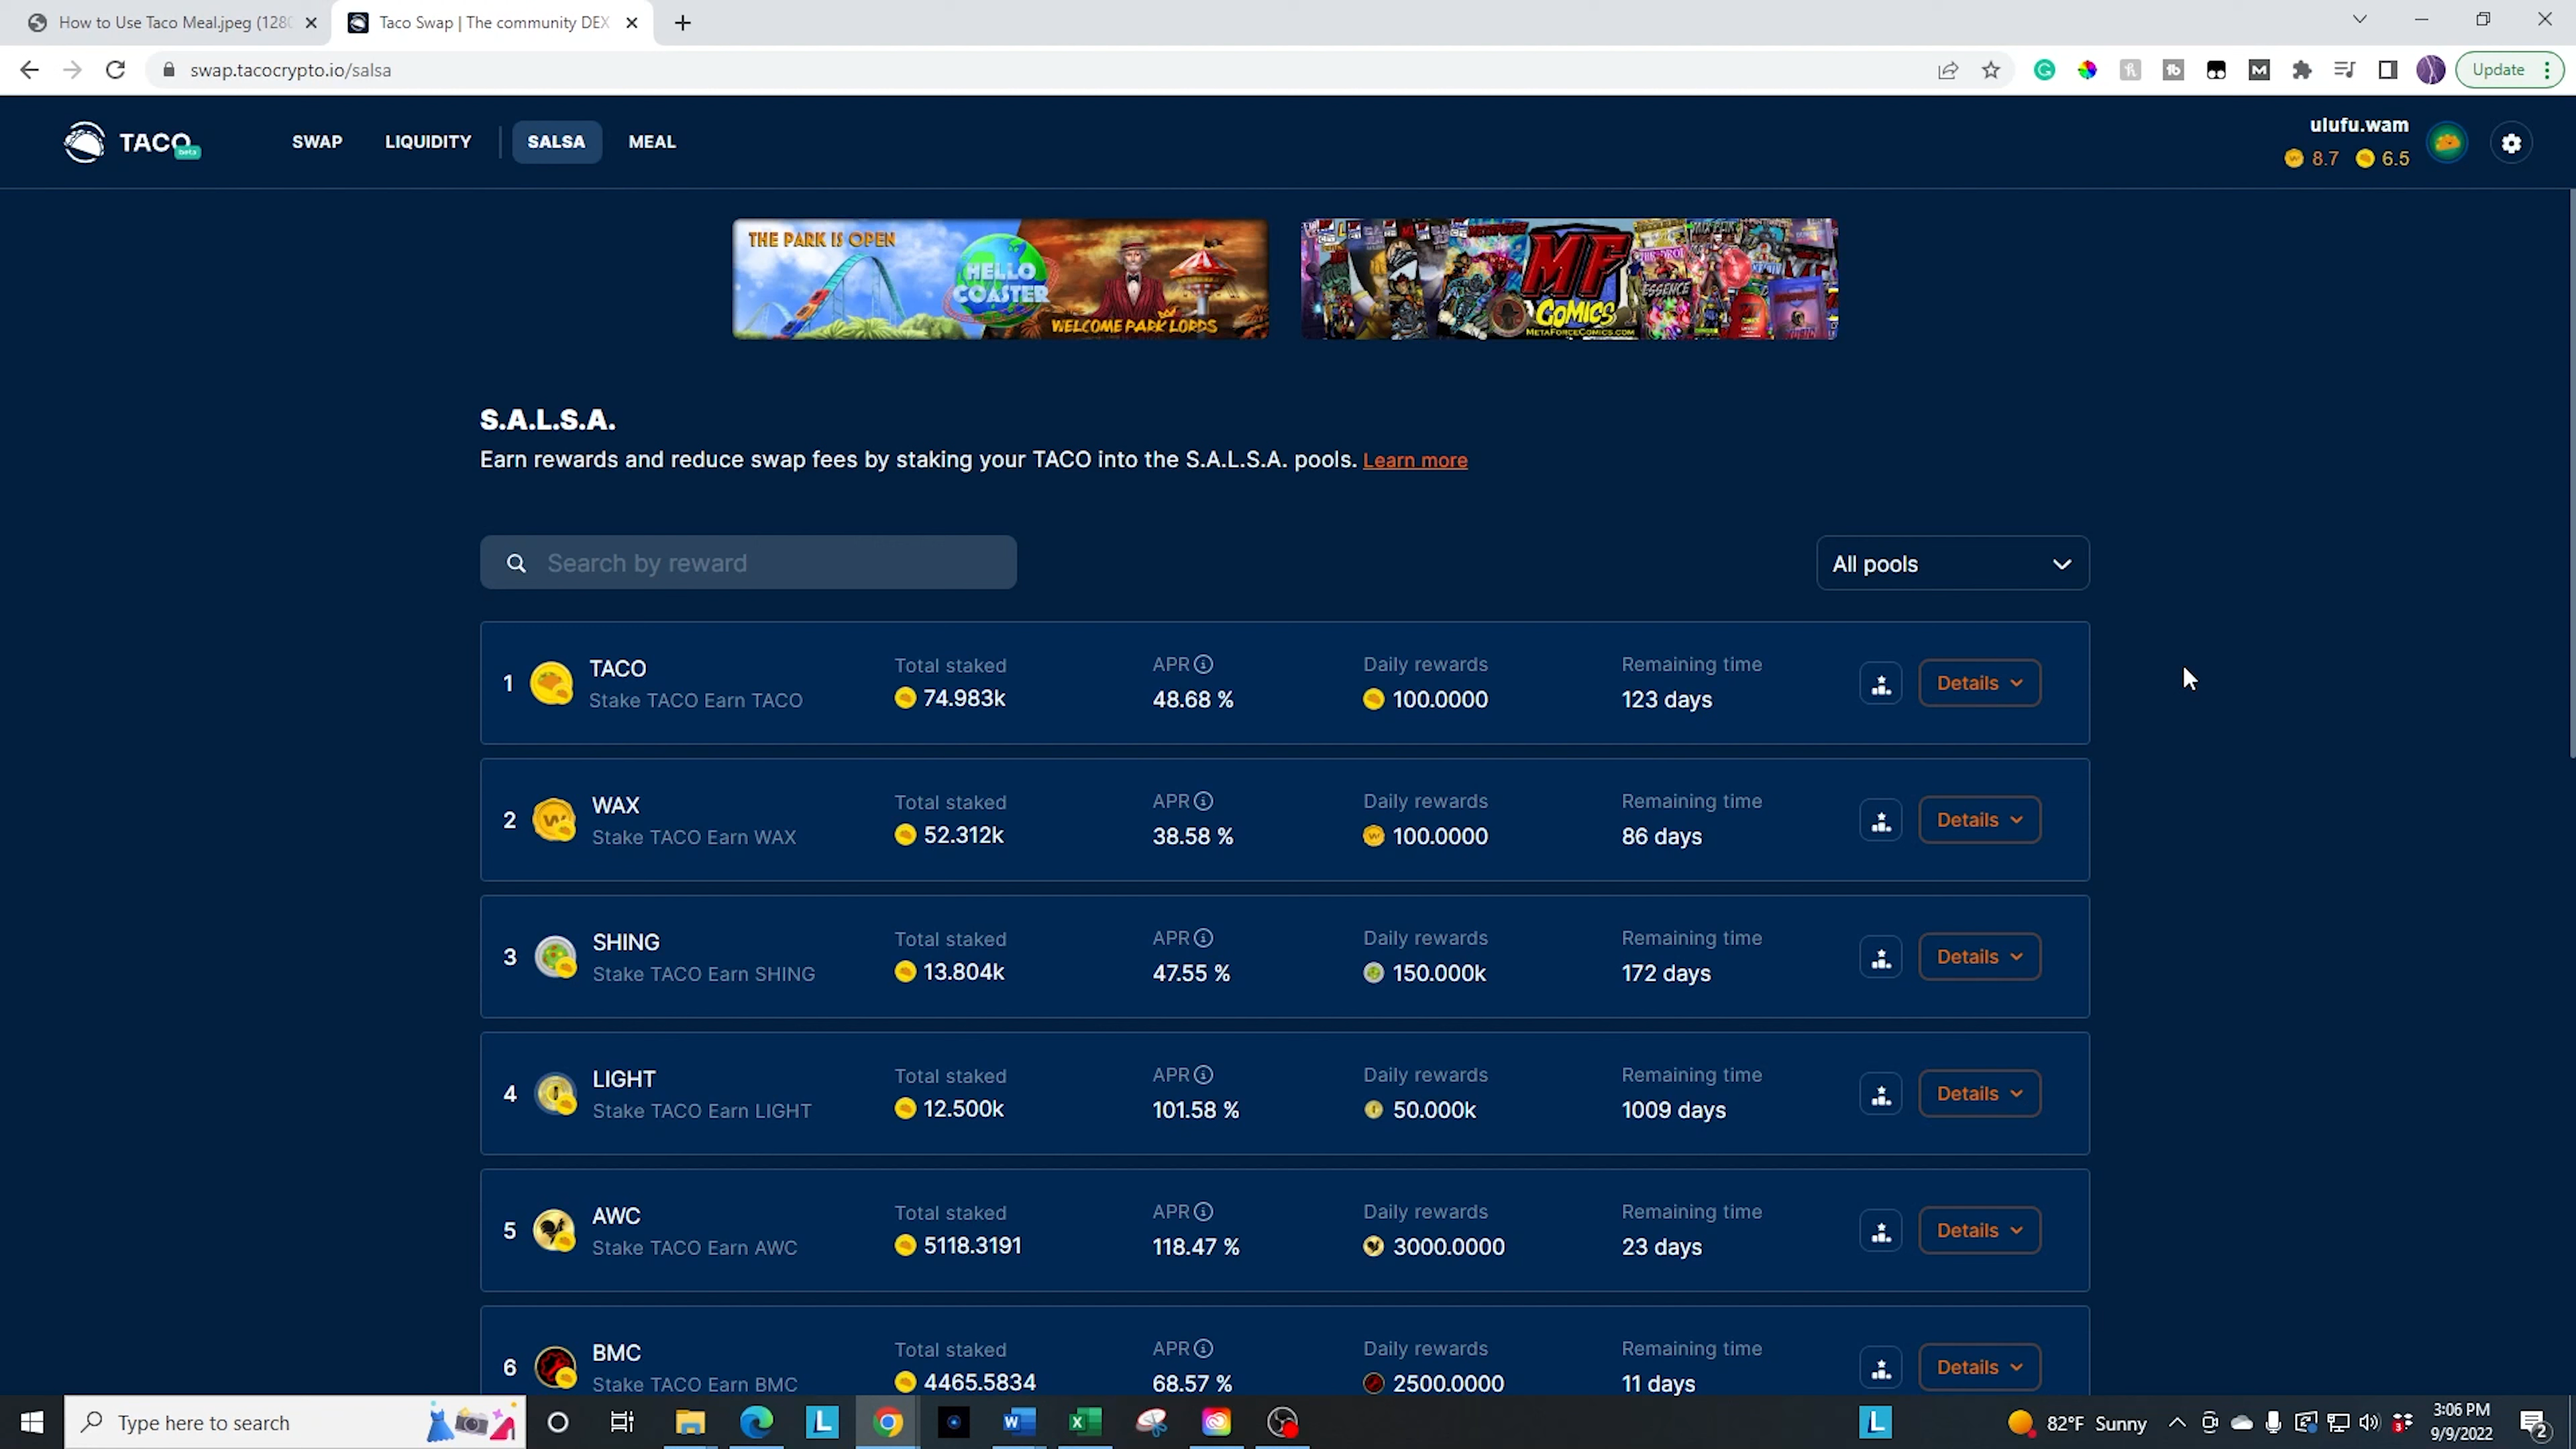 How to Use Taco Meal.jpeg (1280
Taco Swap | The community DEX
swap.tacocrypto.io/salsa
Update
TACO beta
SWAP LIQUIDITY SALSA MEAL
ulufu.wam
8.7 6.5
THE PARK IS OPEN
HELLO COASTER
WELCOME PARK LORDS
MF COMICS
METAFORCECOMICS.COM
ESSENCE
S.A.L.S.A.
Earn rewards and reduce swap fees by staking your TACO into the S.A.L.S.A. pools. Learn more
Search by reward
All pools
1 TACO Total staked APR Daily rewards Remaining time Details
Stake TACO Earn TACO 74.983k 48.68 % 100.0000 123 days
2 WAX Total staked APR Daily rewards Remaining time Details
Stake TACO Earn WAX 52.312k 38.58 % 100.0000 86 days
3 SHING Total staked APR Daily rewards Remaining time Details
Stake TACO Earn SHING 13.804k 47.55 % 150.000k 172 days
4 LIGHT Total staked APR Daily rewards Remaining time Details
Stake TACO Earn LIGHT 12.500k 101.58 % 50.000k 1009 days
5 AWC Total staked APR Daily rewards Remaining time Details
Stake TACO Earn AWC 5118.3191 118.47 % 3000.0000 23 days
6 BMC Total staked APR Daily rewards Remaining time Details
Stake TACO Earn BMC 4465.5834 68.57 % 2500.0000 11 days
Type here to search
82°F Sunny
3:06 PM
9/9/2022
2